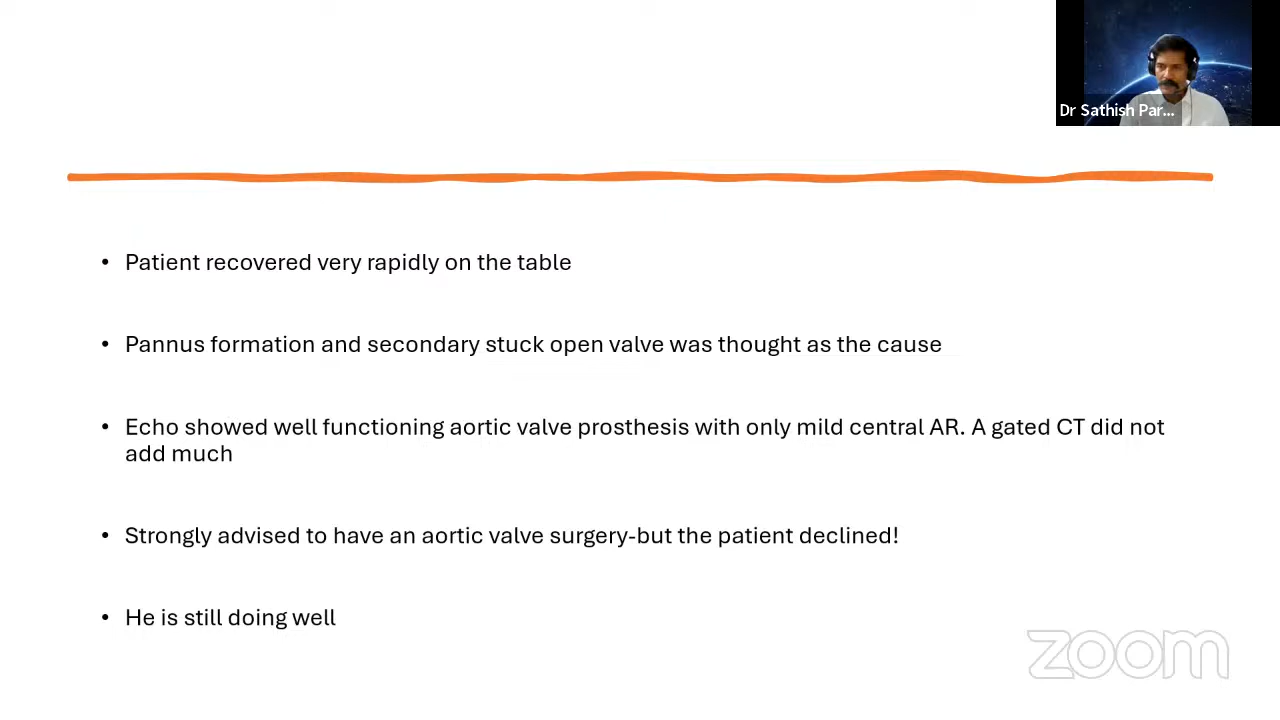 Dr Sathish Par...
• Patient recovered very rapidly on the table
• Pannus formation and secondary stuck open valve was thought as the cause
• Echo showed well functioning aortic valve prosthesis with only mild central AR. A gated CT did not
add much
• Strongly advised to have an aortic valve surgery-but the patient declined!
• He is still doing well
zoom